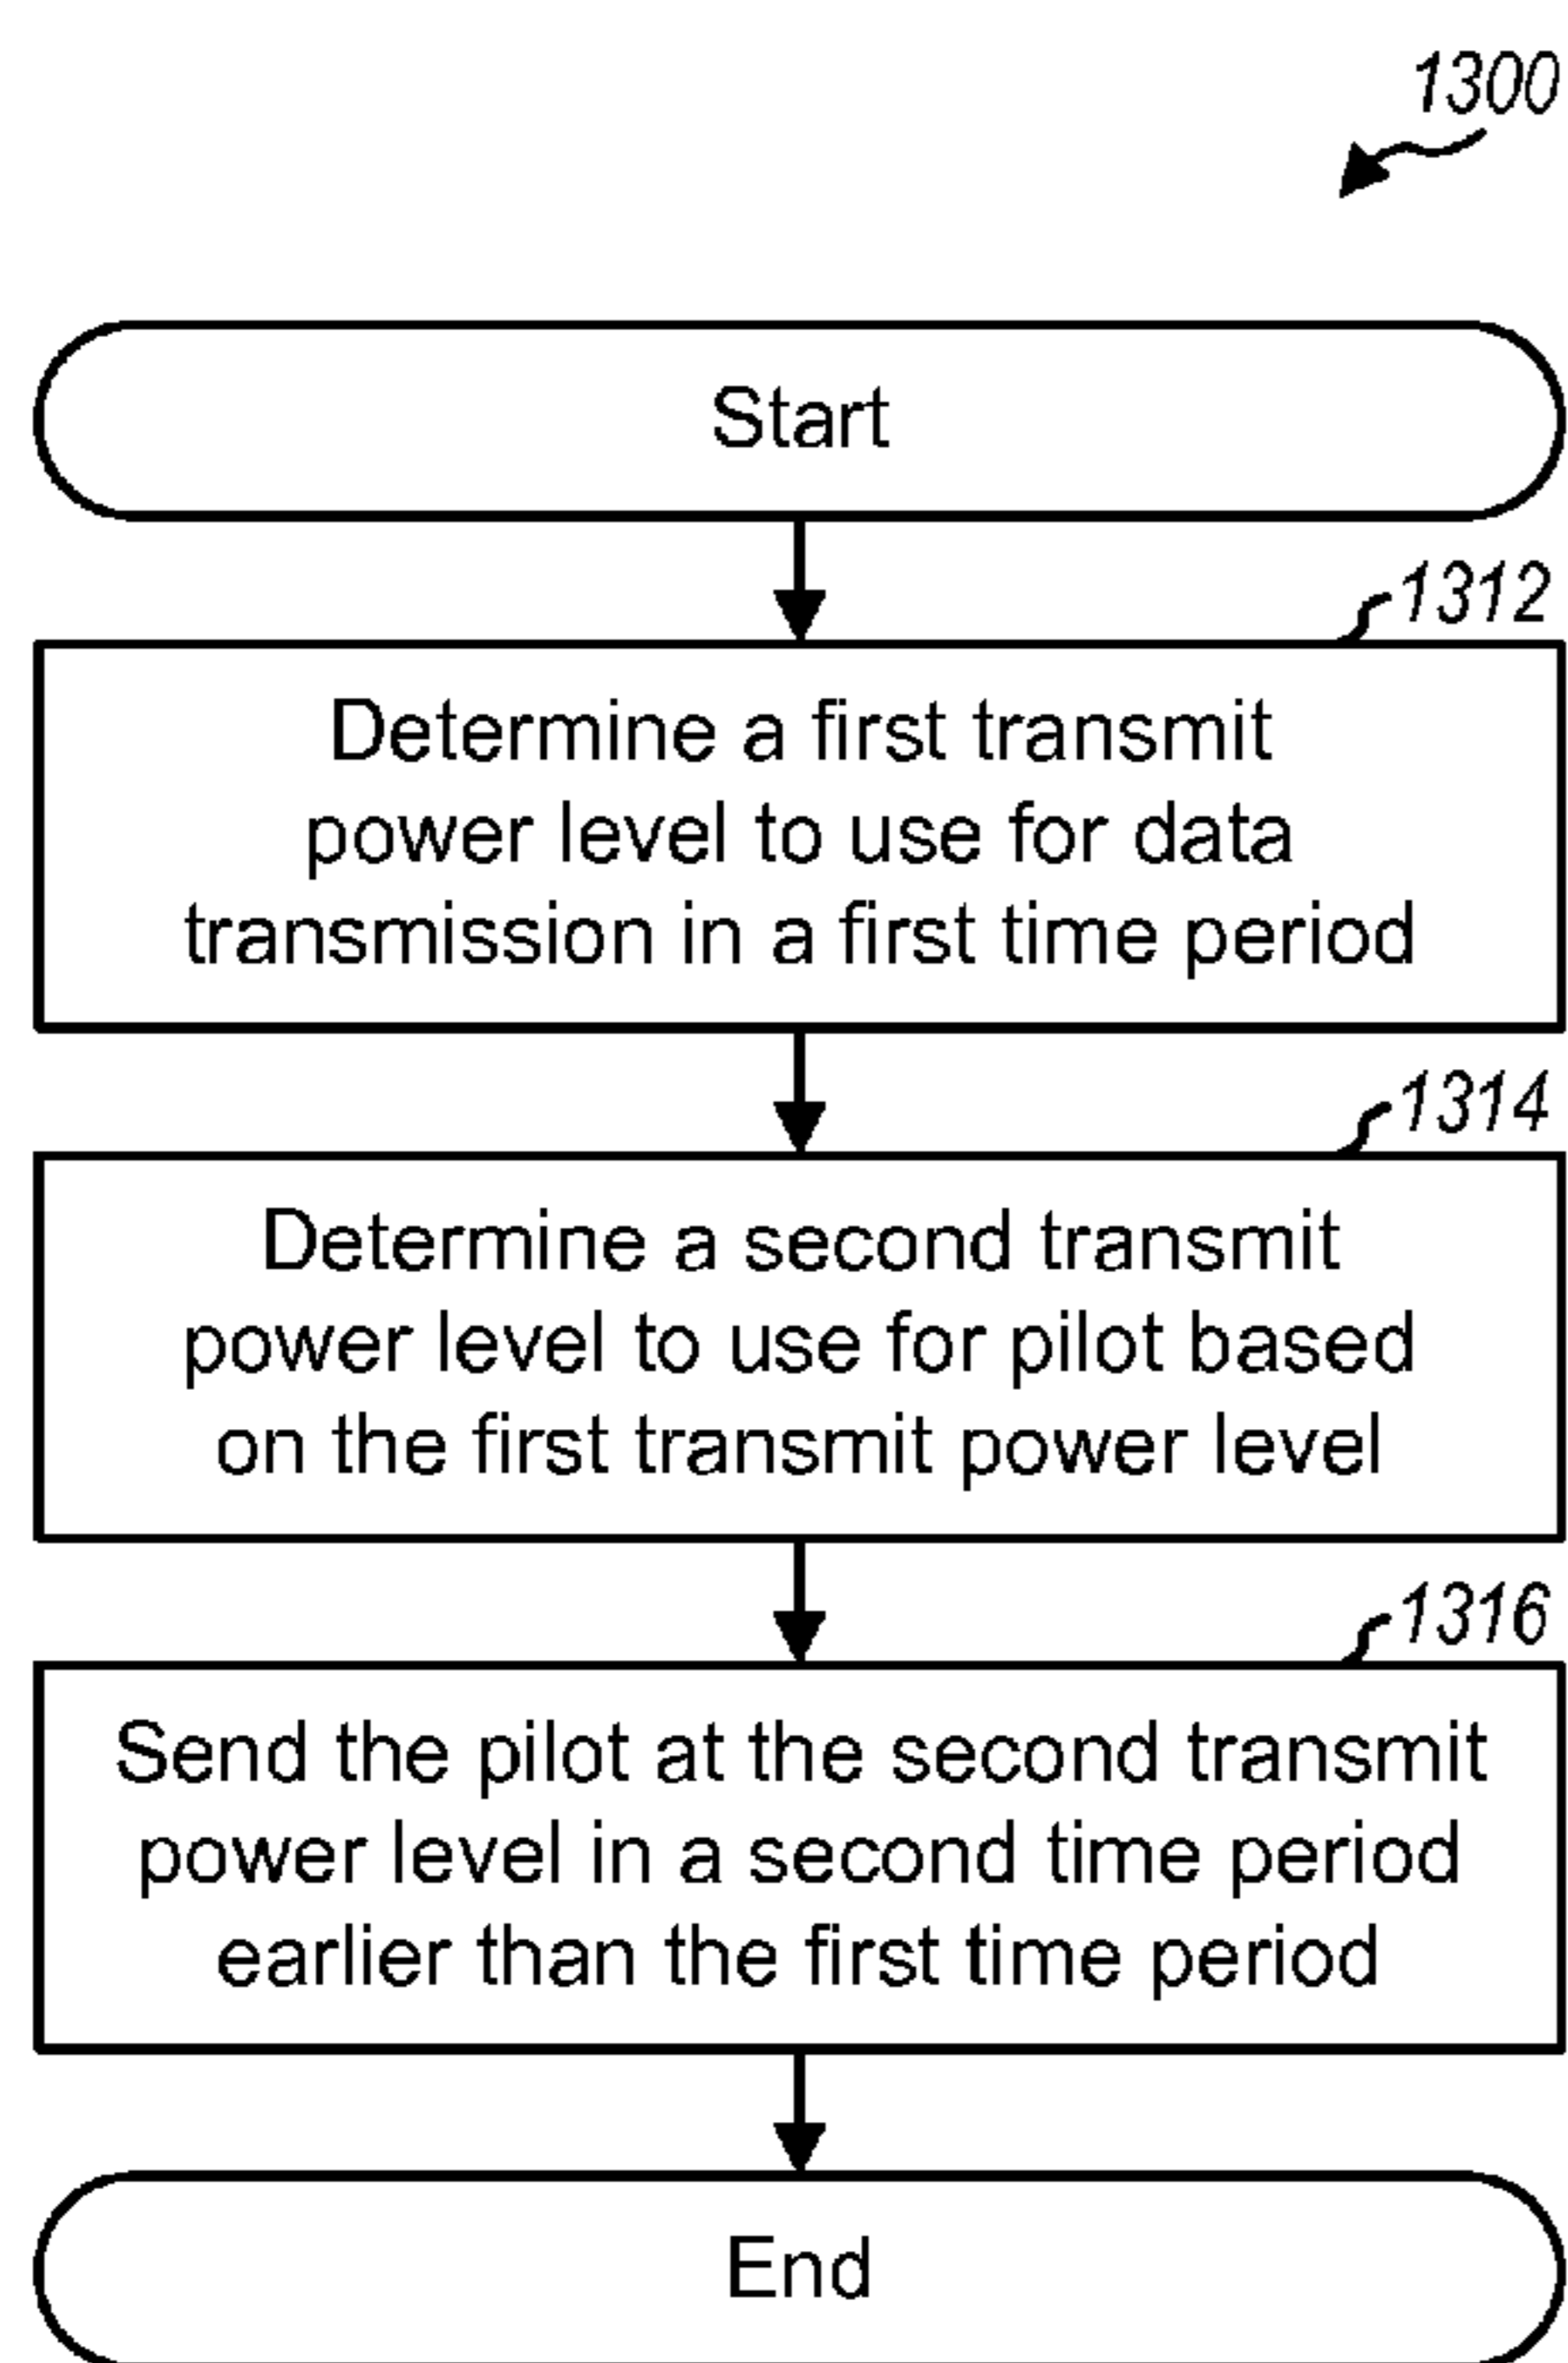 1300
Start
1312
Determine a first transmit
power level to use for data
transmission in a first time period
1314
Determine a second transmit
power level to use for pilot based
on the first transmit power level
1316
Send the pilot at the second transmit
power level in a second time period
earlier than the first time period
End